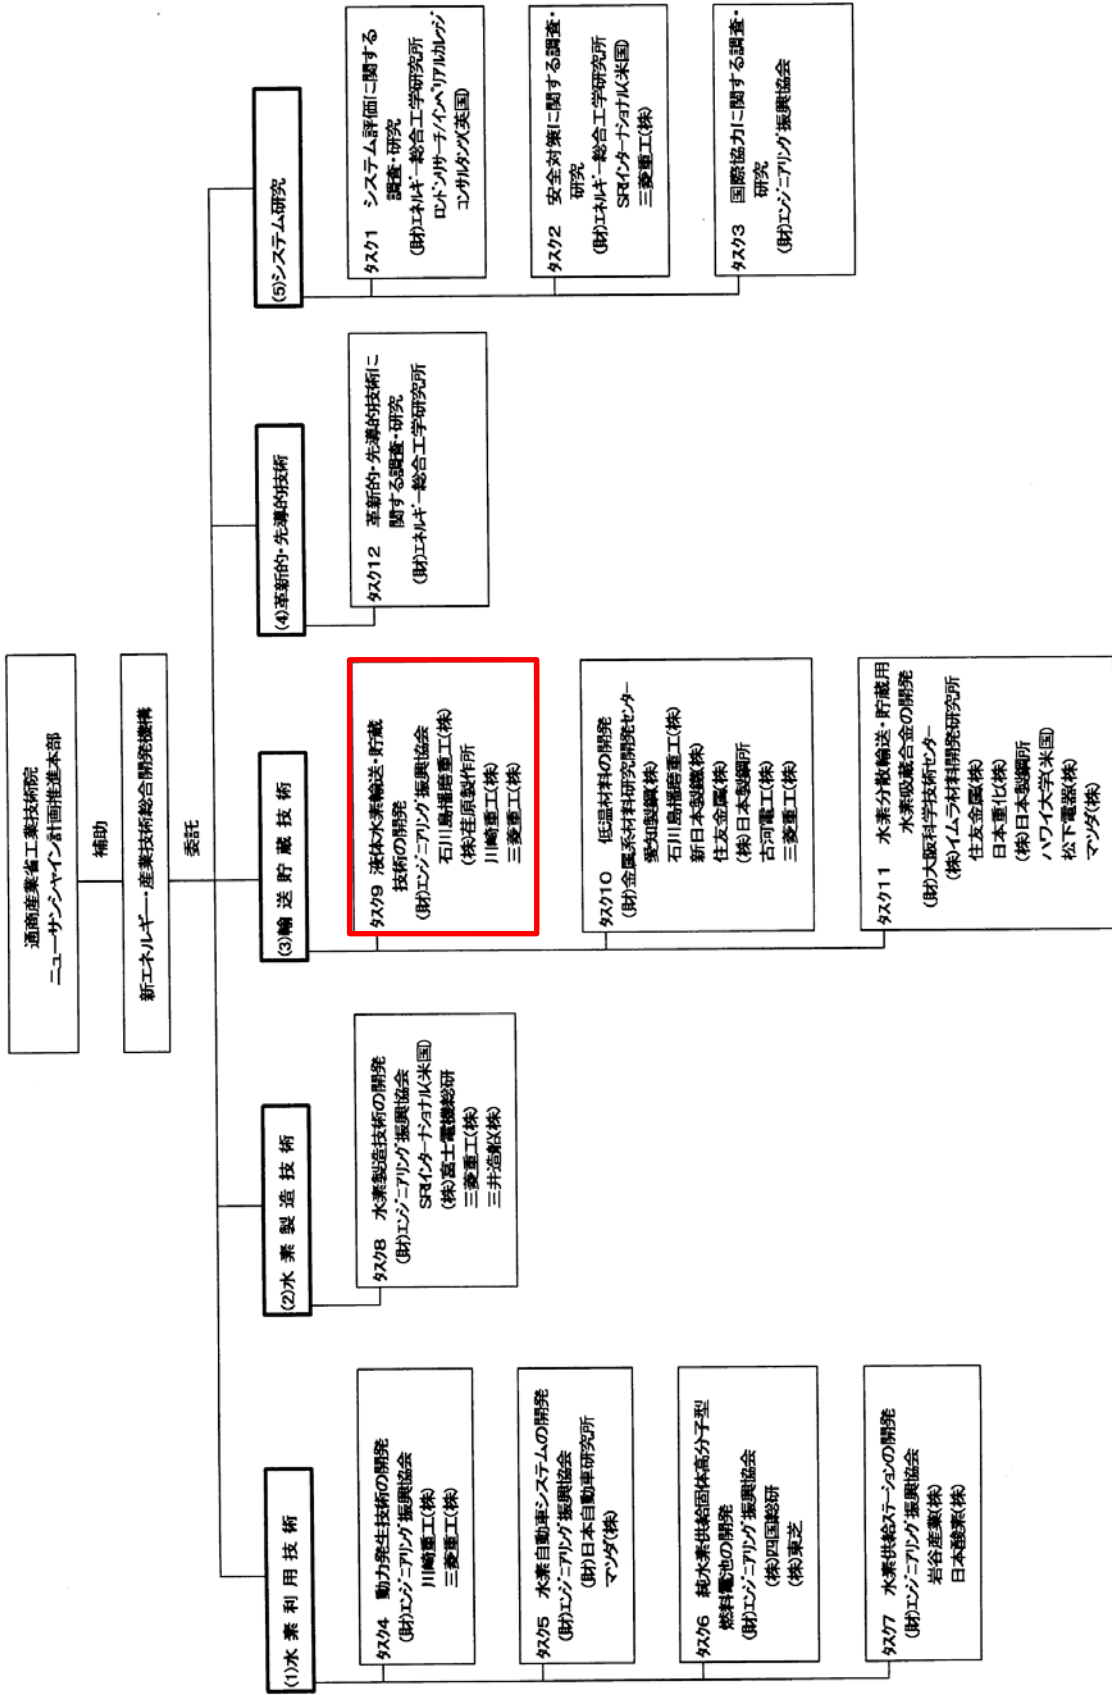 通商産業省工業技術院
ニューサンシャイン計画推進本部
補助
新エネルギー・産業技術総合開発機構
委託
(1)水素利用技術
タスク4 動力発生技術の開発
(財)エンジニアリング振興協会
川崎重工(株)
三菱重工(株)
タスク5 水素自動車システムの開発
(財)エンジニアリング振興協会
(財)日本自動車研究所
マツダ(株)
タスク6 純水素供給固体高分子型
燃料電池の開発
(財)エンジニアリング振興協会
(株)四国総研
(株)東芝
タスク7 水素供給ステーションの開発
(財)エンジニアリング振興協会
岩谷産業(株)
日本酸素(株)
(2)水素製造技術
タスク8 水素製造技術の開発
(財)エンジニアリング振興協会
SRIインターナショナル(米国)
(株)富士電機総研
三菱重工(株)
三井造船(株)
(3)輸送貯蔵技術
タスク9 液体水素輸送・貯蔵
技術の開発
(財)エンジニアリング振興協会
石川島播磨重工(株)
(株)荏原製作所
川崎重工(株)
三菱重工(株)
タスク10 低温材料の開発
(財)金属系材料研究開発センター
愛知製鋼(株)
石川島播磨重工(株)
新日本製鐵(株)
住友金属(株)
(株)日本製鋼所
古河電工(株)
三菱重工(株)
タスク11 水素分散輸送・貯蔵用
水素吸蔵合金の開発
(財)大阪科学技術センター
(株)イムラ材料開発研究所
住友金属(株)
日本重化(株)
(株)日本製鋼所
ハワイ大学(米国)
松下電器(株)
マツダ(株)
(4)革新的・先導的技術
タスク12 革新的・先導的技術に
関する調査・研究
(財)エネルギー総合工学研究所
(5)システム研究
タスク1 システム評価に関する
調査・研究
(財)エネルギー総合工学研究所
ロンドンリサーチ/インペリアルカレッジ
コンサルタンツ(英国)
タスク2 安全対策に関する調査・
研究
(財)エネルギー総合工学研究所
SRIインターナショナル(米国)
三菱重工(株)
タスク3 国際協力に関する調査・
研究
(財)エンジニアリング振興協会